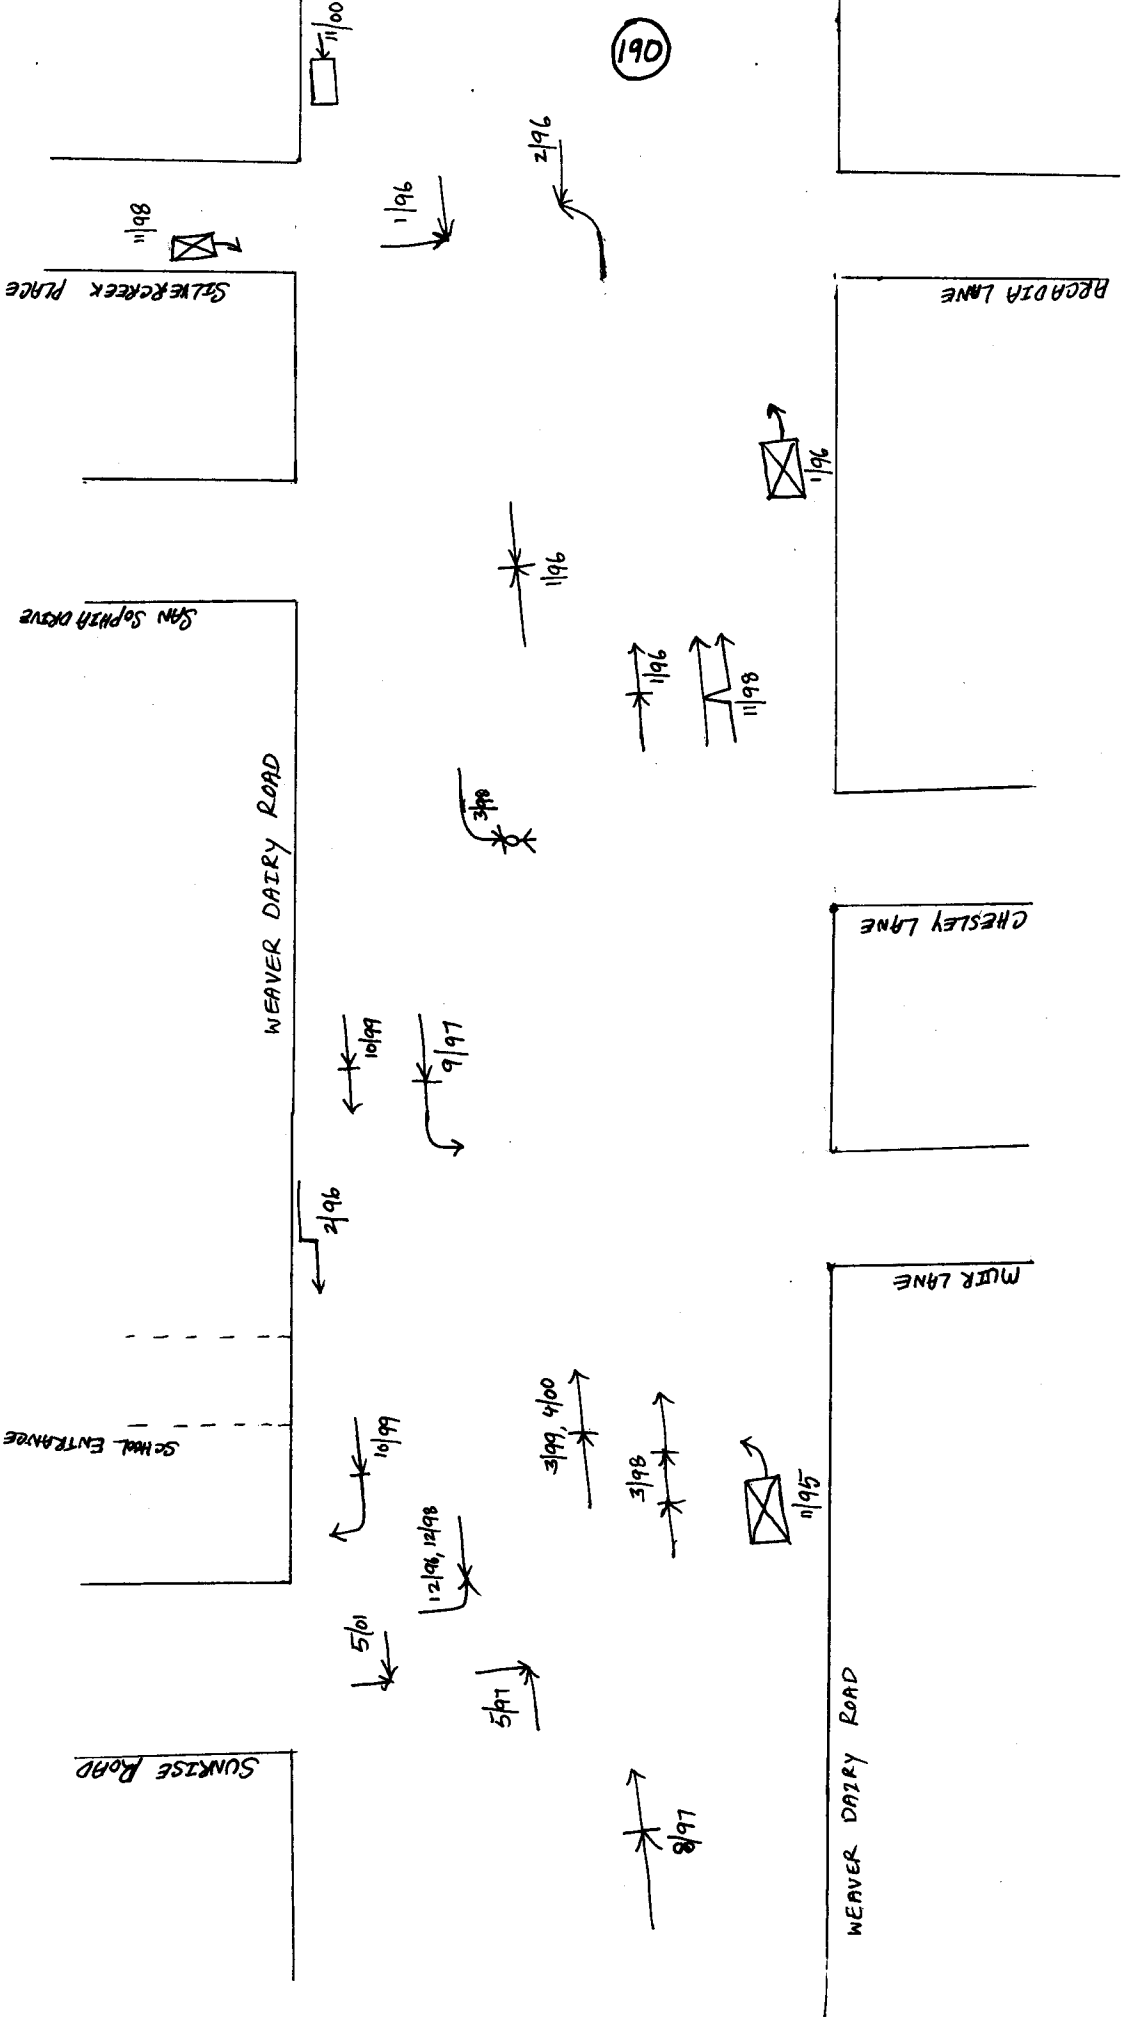 190
11/00
2/96
1/96
11/98
SILVERCREEK PLACE
ARCADIA LANE
1/96
1/96
SAN SOPHIA DRIVE
1/96
11/98
WEAVER DAIRY ROAD
3/98
CHESLEY LANE
10/99
9/97
2/96
MUIR LANE
SCHOOL ENTRANCE
3/99, 4/00
10/99
3/98
11/95
12/96, 12/98
5/01
5/97
SUNRISE ROAD
WEAVER DAIRY ROAD
8/97